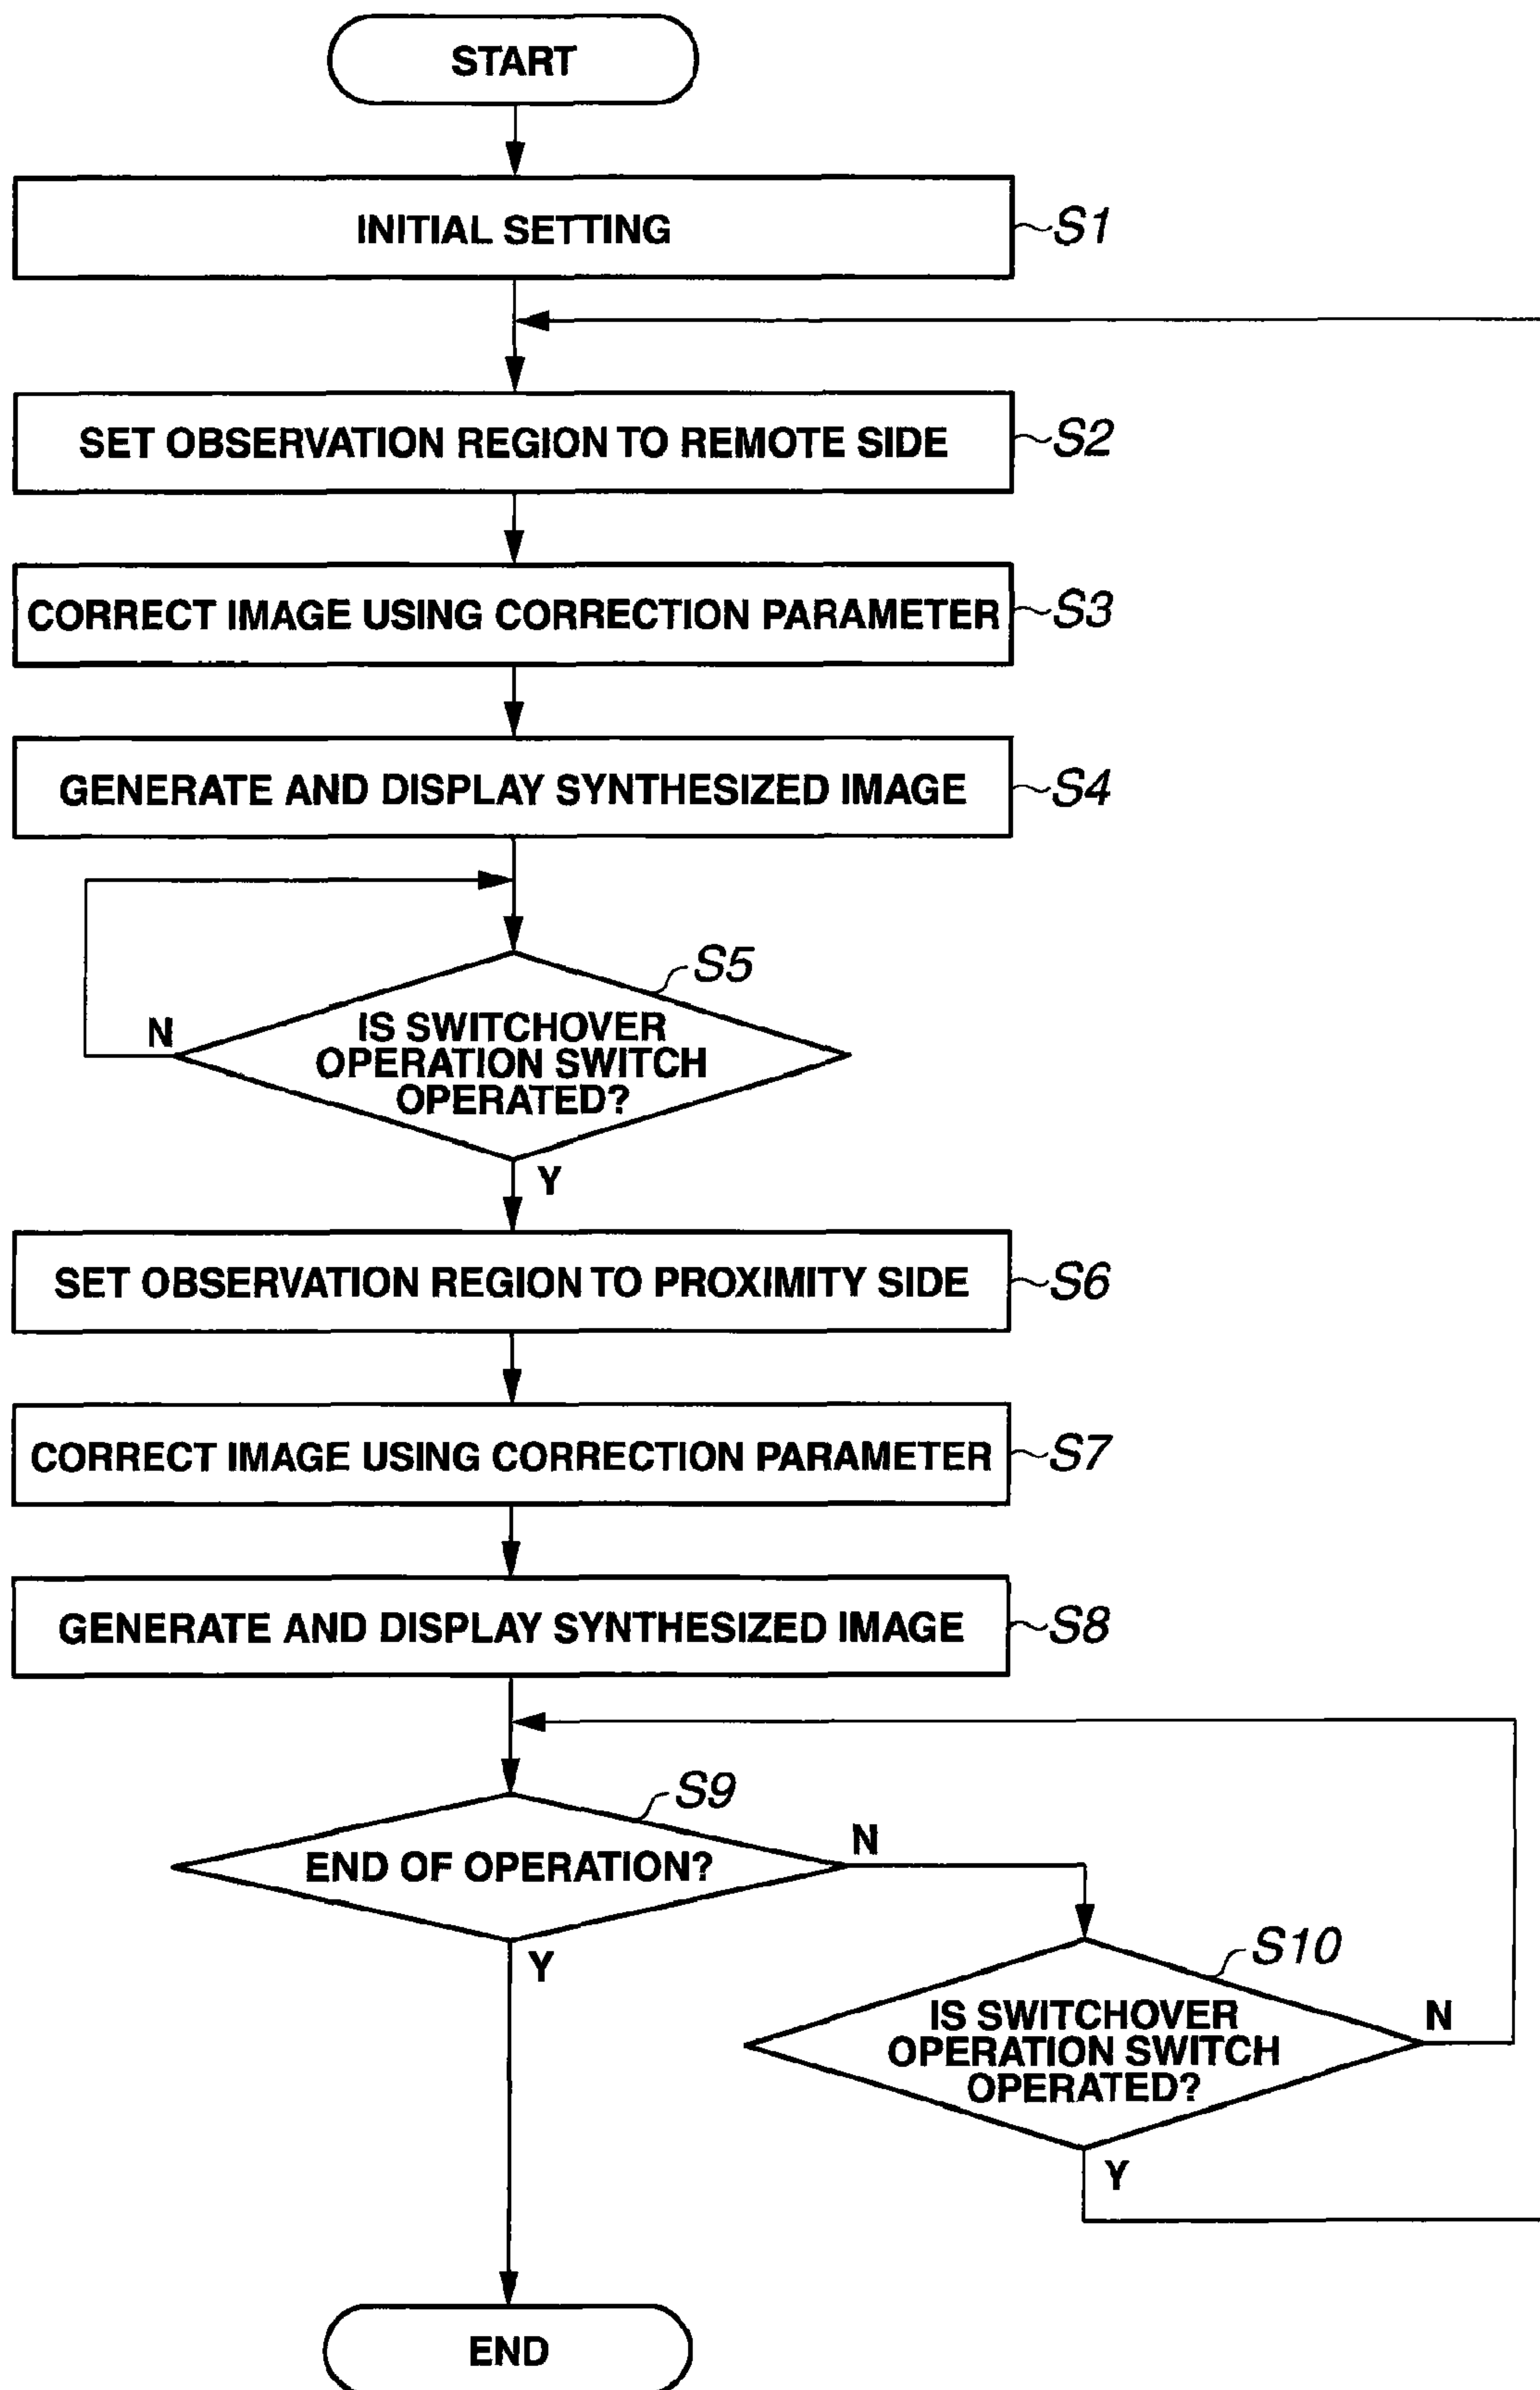 START
INITIAL SETTING
S1
SET OBSERVATION REGION TO REMOTE SIDE
S2
CORRECT IMAGE USING CORRECTION PARAMETER
S3
GENERATE AND DISPLAY SYNTHESIZED IMAGE
S4
S5
N
IS SWITCHOVER
OPERATION SWITCH
OPERATED?
Y
SET OBSERVATION REGION TO PROXIMITY SIDE
S6
CORRECT IMAGE USING CORRECTION PARAMETER
S7
GENERATE AND DISPLAY SYNTHESIZED IMAGE
S8
S9
END OF OPERATION?
N
Y
S10
IS SWITCHOVER
OPERATION SWITCH
OPERATED?
N
Y
END